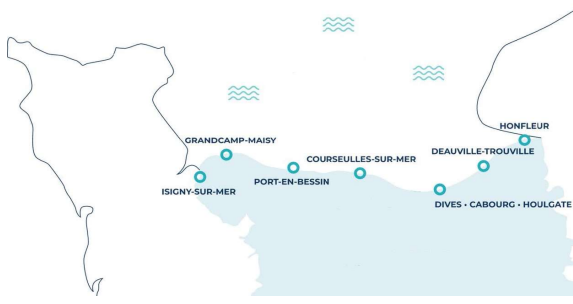 HONFLEUR
GRANDCAMP-MAISY
DEAUVILLE-TROUVILLE
COURSEULLES-SUR-MER
PORT-EN-BESSIN
ISIGNY-SUR-MER
DIVES • CABOURG • HOULGATE